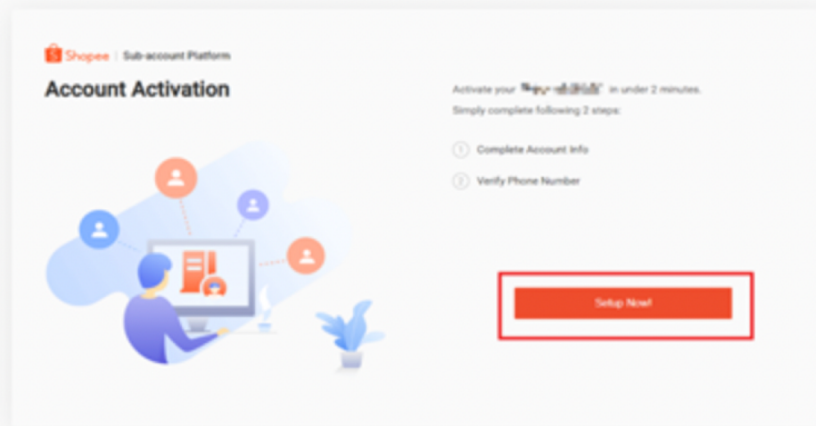 Shopee | Sub-account Platform
Account Activation
Activate your in under 2 minutes.
Simply complete following 2 steps:
1 Complete Account Info
2 Verify Phone Number
Setup Now!